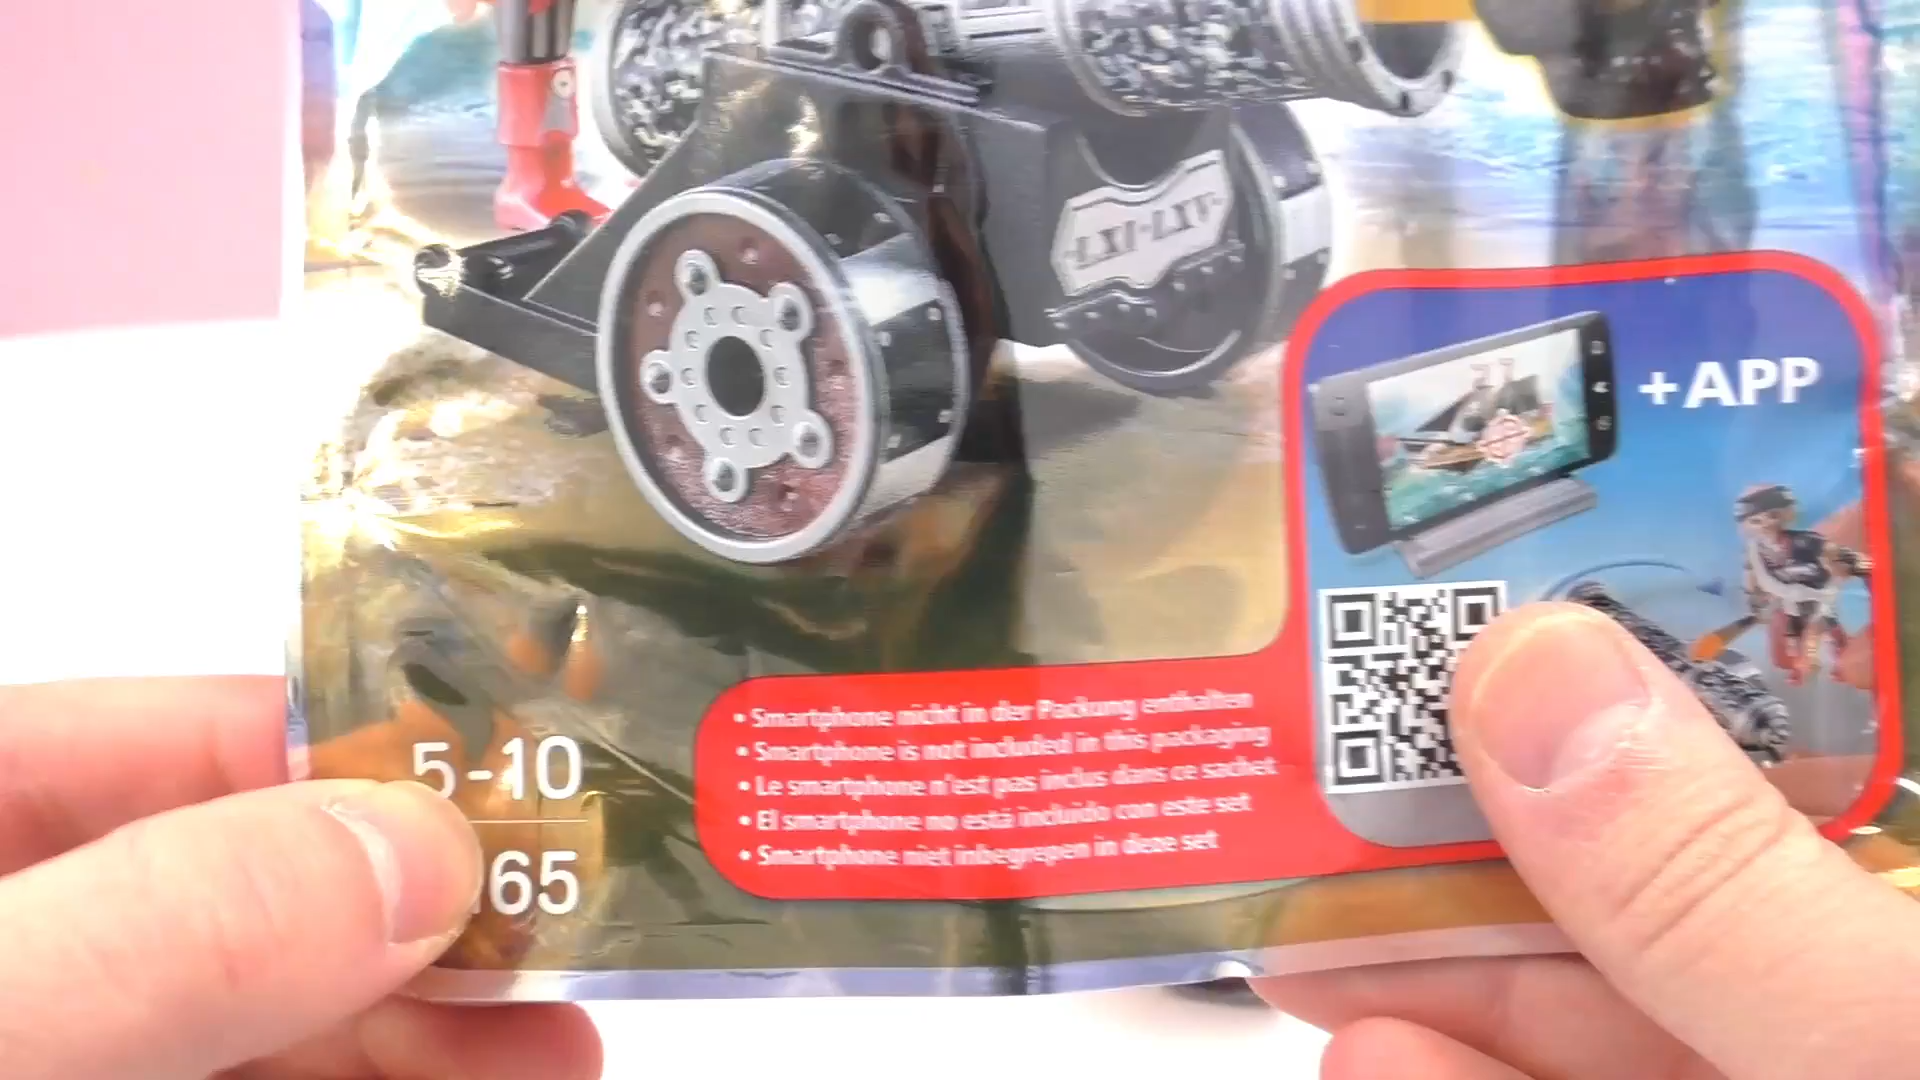 LXI-LXV
+APP
• Smartphone nicht in der Packung enthalten
• Smartphone is not included in this packaging
• Le smartphone n'est pas inclus dans ce sachet
• El smartphone no está incluido con este set
• Smartphone niet inbegrepen in deze set
5-10
165